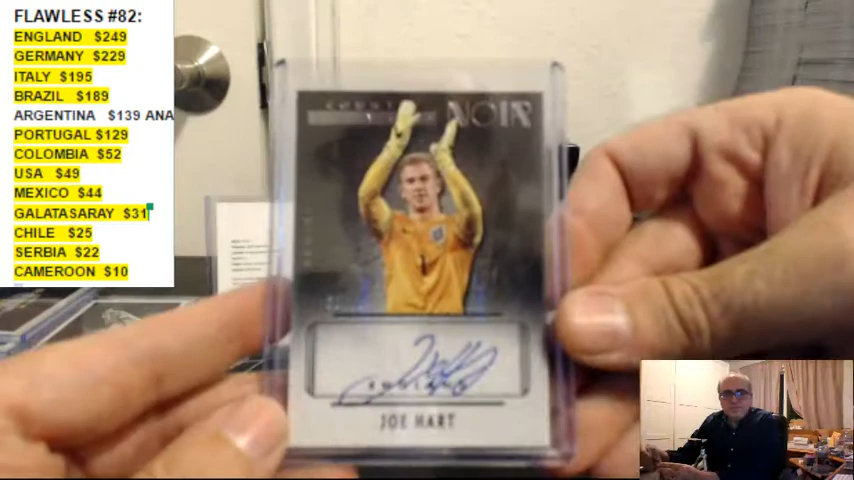 FLAWLESS #82:
ENGLAND $249
GERMANY $229
ITALY $195
BRAZIL $189
ARGENTINA $139 ANA
PORTUGAL $129
COLOMBIA $52
USA $49
MEXICO $44
GALATASARAY $31
CHILE $25
SERBIA $22
CAMEROON $10
NOIR
JOE HART